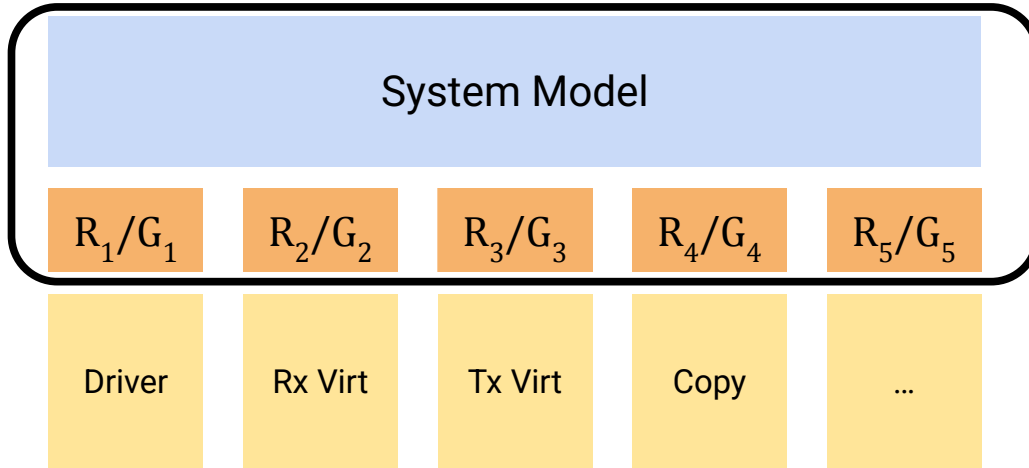 System Model
R₁/G₁ R₂/G₂ R₃/G₃ R₄/G₄ R₅/G₅
Driver Rx Virt Tx Virt Copy ...